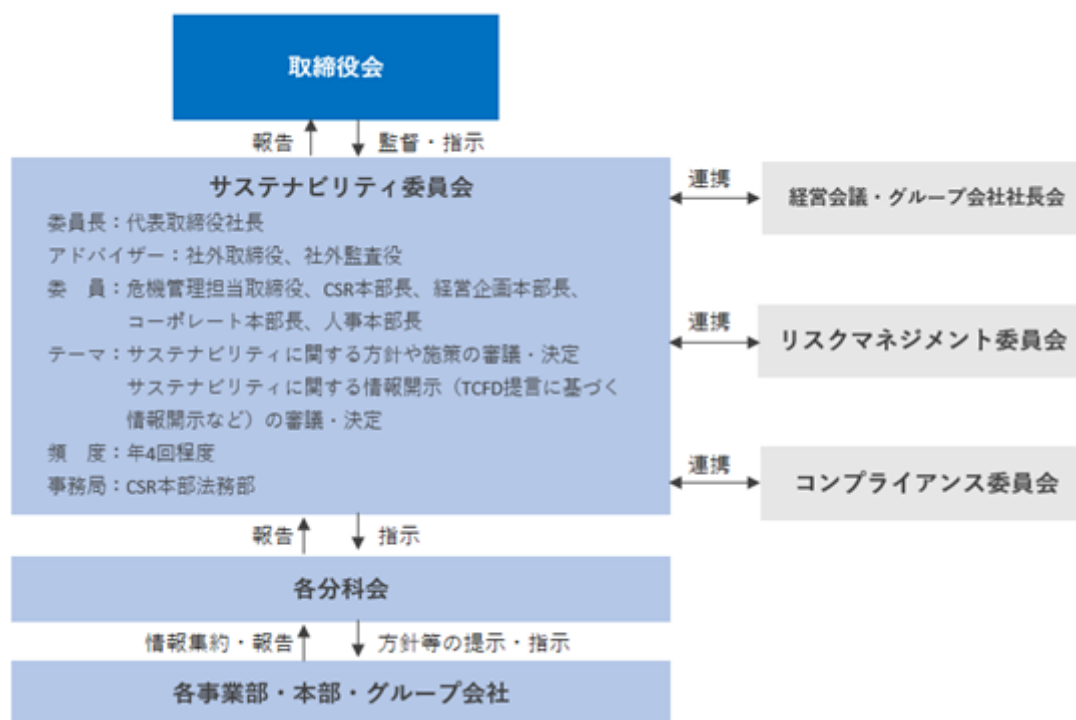 取締役会
報告
監督・指示
サステナビリティ委員会
委員長：代表取締役社長
アドバイザー：社外取締役、社外監査役
委　員：危機管理担当取締役、CSR本部長、経営企画本部長、
コーポレート本部長、人事本部長
テーマ：サステナビリティに関する方針や施策の審議・決定
サステナビリティに関する情報開示（TCFD提言に基づく
情報開示など）の審議・決定
頻　度：年4回程度
事務局：CSR本部法務部
連携
経営会議・グループ会社社長会
連携
リスクマネジメント委員会
連携
コンプライアンス委員会
報告
指示
各分科会
情報集約・報告
方針等の提示・指示
各事業部・本部・グループ会社